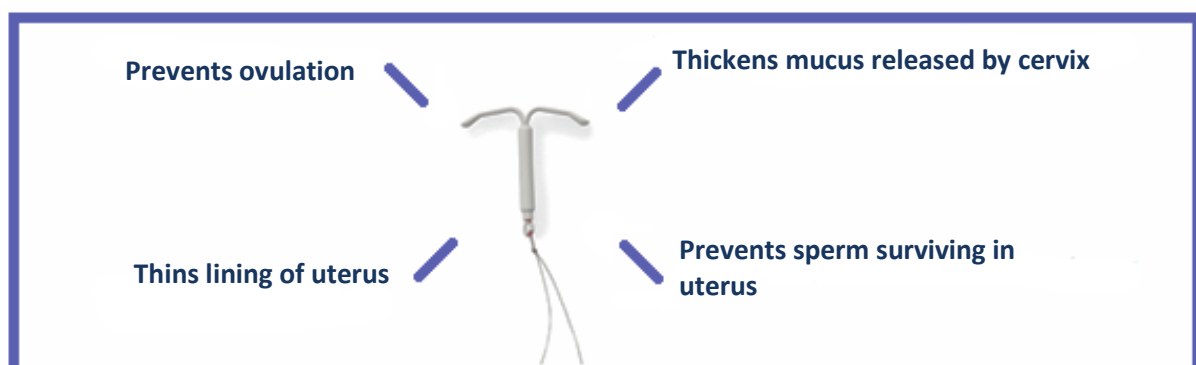 Prevents ovulation
Thickens mucus released by cervix
Thins lining of uterus
Prevents sperm surviving in
uterus